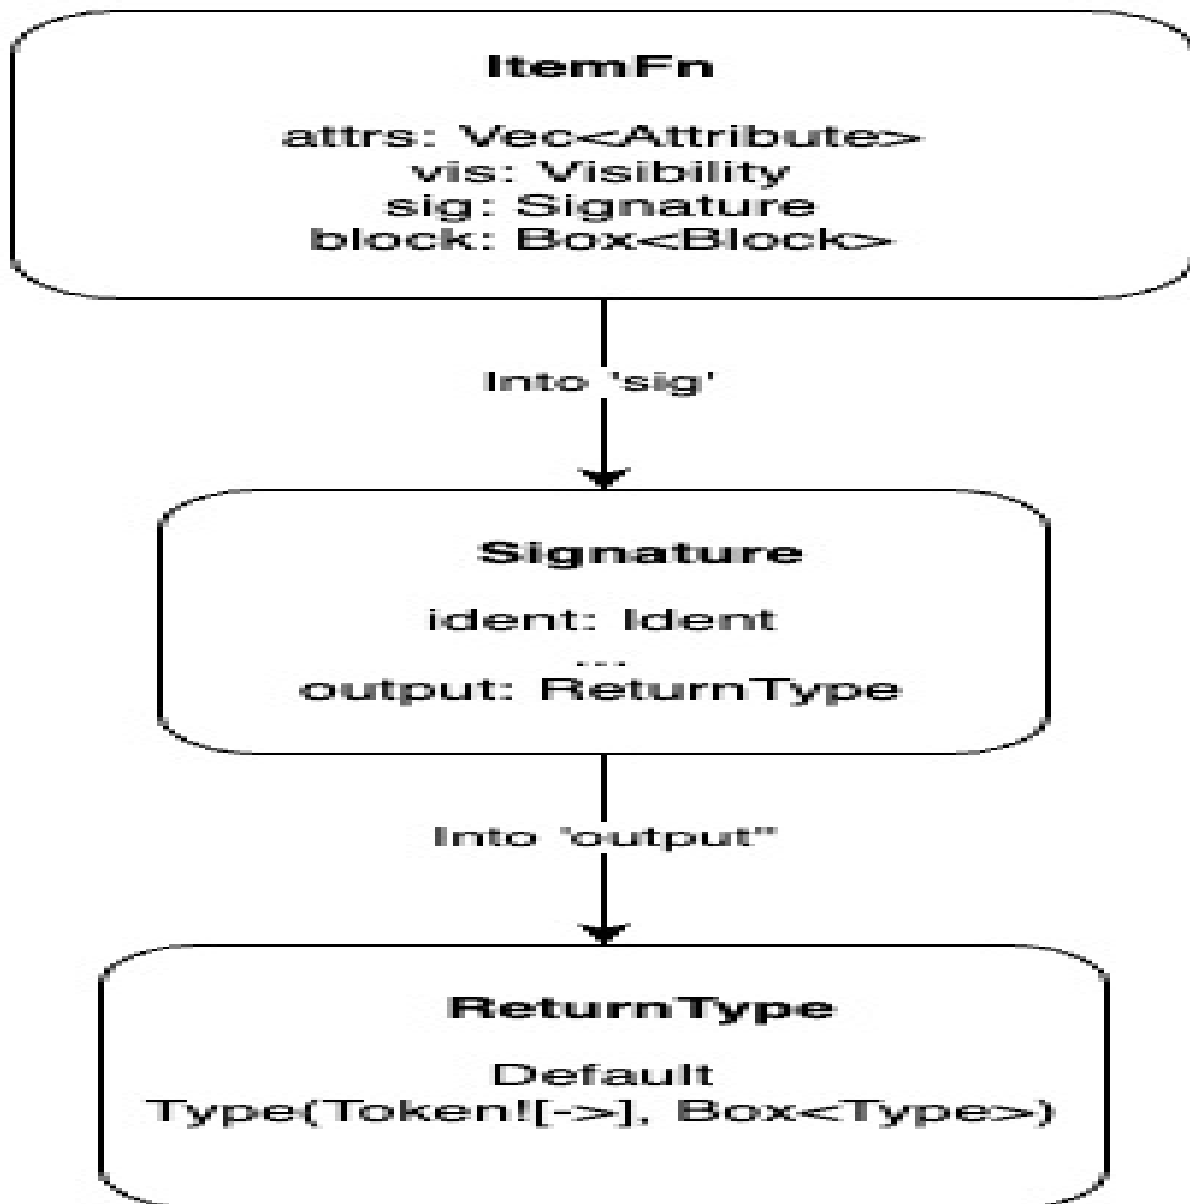 ItemFn
attrs: Vec<Attribute>
vis: Visibility
sig: Signature
block: Box<Block>
Into 'sig'
Signature
ident: Ident
...
output: ReturnType
Into 'output"
ReturnType
Default
Type(Token![->], Box<Type>)